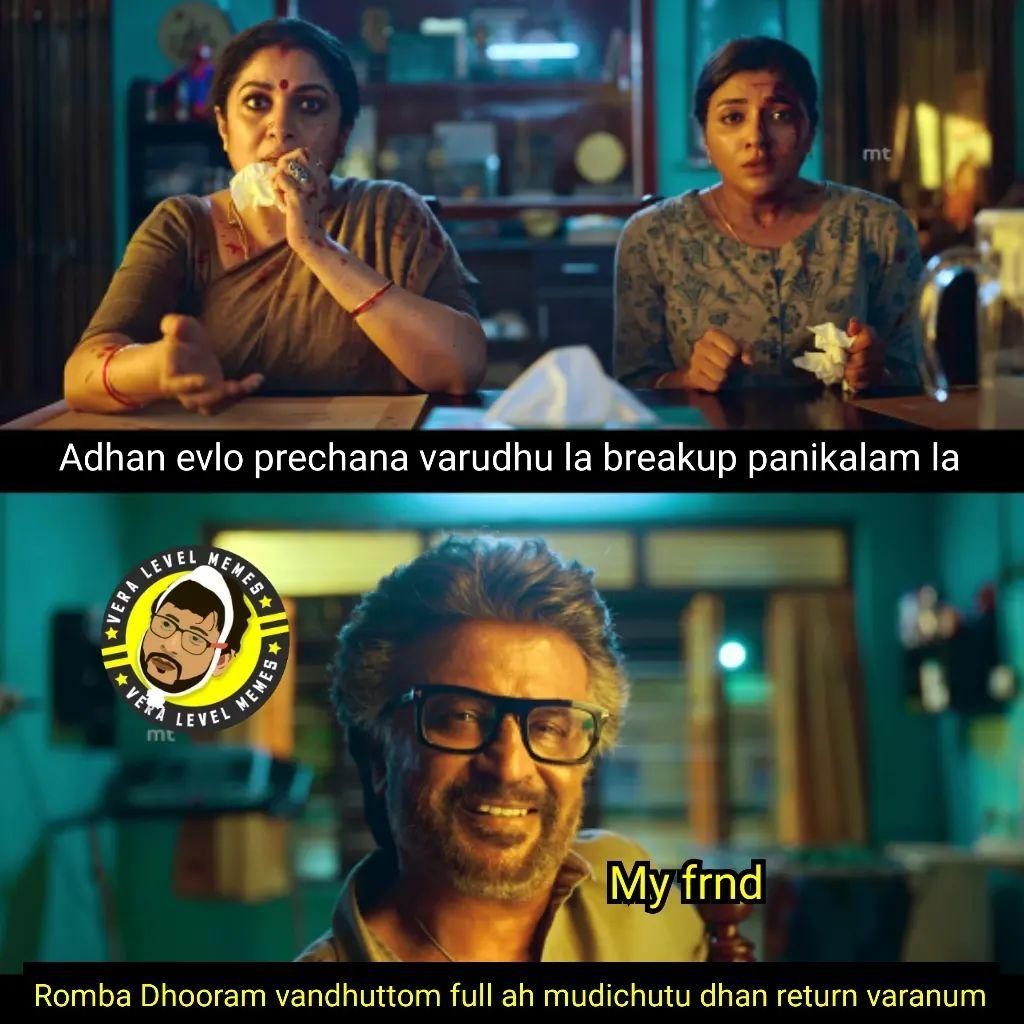 mt
Adhan evlo prechana varudhu la breakup panikalam la
VERA LEVEL MEMES
VERA LEVEL MEMES
mt
My frnd
Romba Dhooram vandhuttom full ah mudichutu dhan return varanum